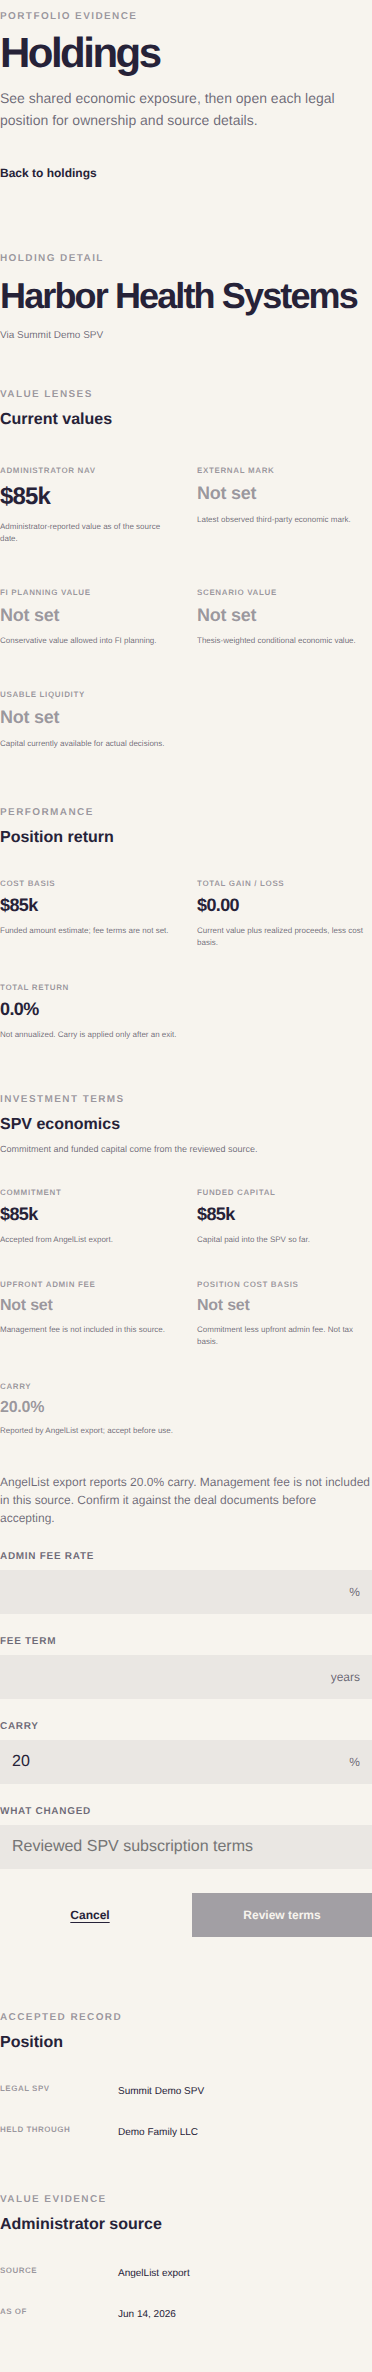 PORTFOLIO EVIDENCE
Holdings
See shared economic exposure, then open each legal
position for ownership and source details.
Back to holdings
HOLDING DETAIL
Harbor Health Systems
Via Summit Demo SPV
VALUE LENSES
Current values
ADMINISTRATOR NAV
$85k
Administrator-reported value as of the source
date.
EXTERNAL MARK
Not set
Latest observed third-party economic mark.
FI PLANNING VALUE
Not set
Conservative value allowed into FI planning.
SCENARIO VALUE
Not set
Thesis-weighted conditional economic value.
USABLE LIQUIDITY
Not set
Capital currently available for actual decisions.
PERFORMANCE
Position return
COST BASIS
$85k
Funded amount estimate; fee terms are not set.
TOTAL GAIN / LOSS
$0.00
Current value plus realized proceeds, less cost
basis.
TOTAL RETURN
0.0%
Not annualized. Carry is applied only after an exit.
INVESTMENT TERMS
SPV economics
Commitment and funded capital come from the reviewed source.
COMMITMENT
$85k
Accepted from AngelList export.
FUNDED CAPITAL
$85k
Capital paid into the SPV so far.
UPFRONT ADMIN FEE
Not set
Management fee is not included in this source.
POSITION COST BASIS
Not set
Commitment less upfront admin fee. Not tax
basis.
CARRY
20.0%
Reported by AngelList export; accept before use.
AngelList export reports 20.0% carry. Management fee is not included
in this source. Confirm it against the deal documents before
accepting.
ADMIN FEE RATE
%
FEE TERM
years
CARRY
20 %
WHAT CHANGED
Reviewed SPV subscription terms
Cancel Review terms
ACCEPTED RECORD
Position
LEGAL SPV Summit Demo SPV
HELD THROUGH Demo Family LLC
VALUE EVIDENCE
Administrator source
SOURCE AngelList export
AS OF Jun 14, 2026